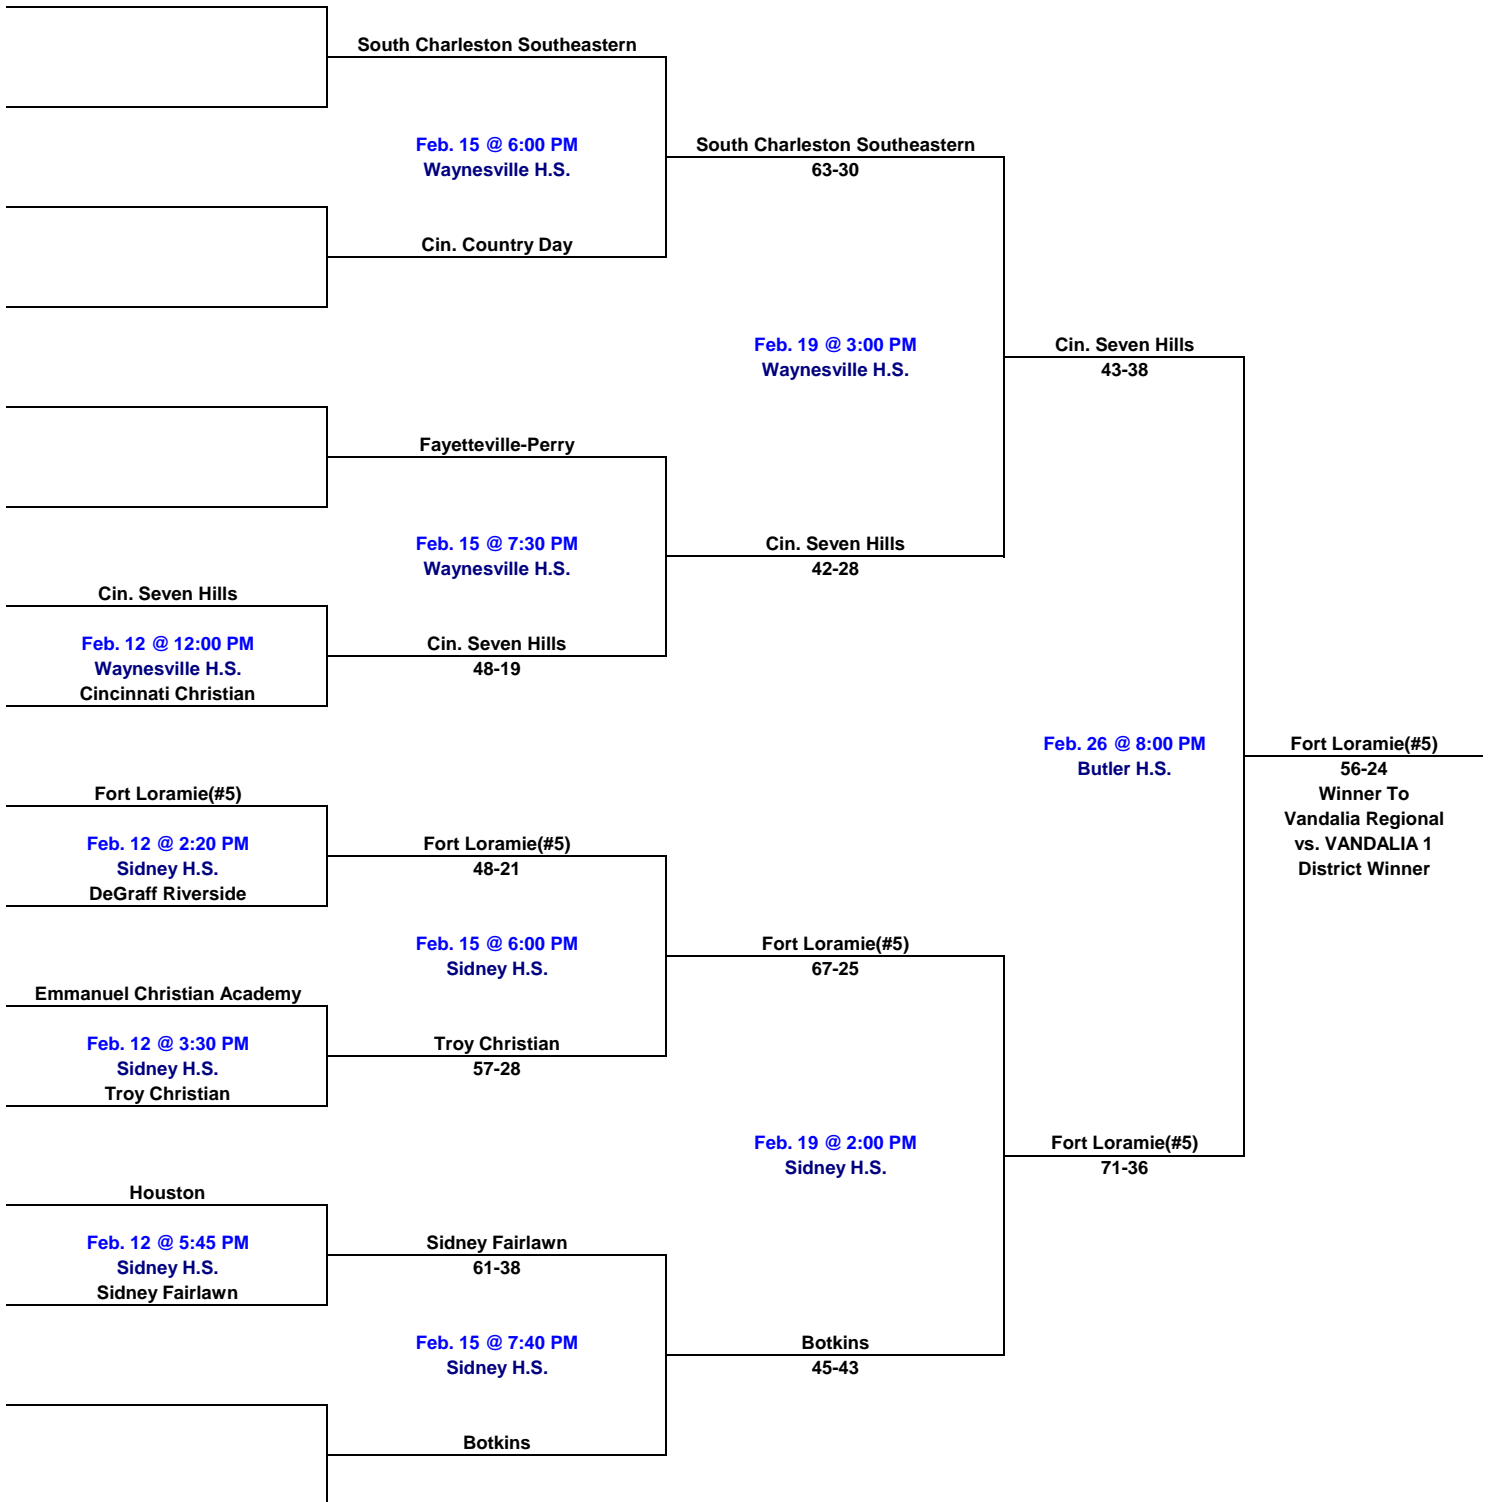 South Charleston Southeastern
Feb. 15 @ 6:00 PM
Waynesville H.S.
South Charleston Southeastern
63-30
Cin. Country Day
Feb. 19 @ 3:00 PM
Waynesville H.S.
Cin. Seven Hills
43-38
Fayetteville-Perry
Feb. 15 @ 7:30 PM
Waynesville H.S.
Cin. Seven Hills
42-28
Cin. Seven Hills
Feb. 12 @ 12:00 PM
Waynesville H.S.
Cincinnati Christian
Cin. Seven Hills
48-19
Feb. 26 @ 8:00 PM
Butler H.S.
Fort Loramie(#5)
56-24
Winner To
Vandalia Regional
vs. VANDALIA 1
District Winner
Fort Loramie(#5)
Feb. 12 @ 2:20 PM
Sidney H.S.
DeGraff Riverside
Fort Loramie(#5)
48-21
Feb. 15 @ 6:00 PM
Sidney H.S.
Fort Loramie(#5)
67-25
Emmanuel Christian Academy
Feb. 12 @ 3:30 PM
Sidney H.S.
Troy Christian
Troy Christian
57-28
Feb. 19 @ 2:00 PM
Sidney H.S.
Fort Loramie(#5)
71-36
Houston
Feb. 12 @ 5:45 PM
Sidney H.S.
Sidney Fairlawn
Sidney Fairlawn
61-38
Feb. 15 @ 7:40 PM
Sidney H.S.
Botkins
45-43
Botkins